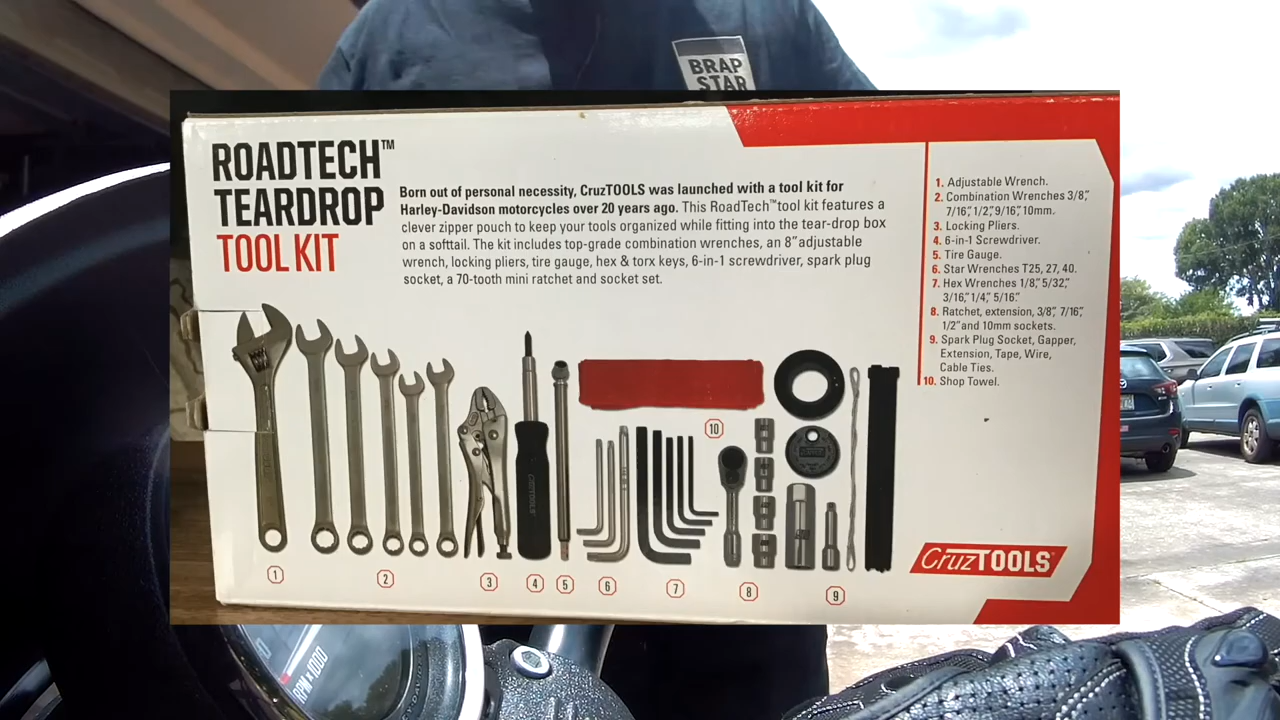 BRAP
STAR
ROADTECH™
TEARDROP
TOOL KIT
Born out of personal necessity, CruzTOOLS was launched with a tool kit for
Harley-Davidson motorcycles over 20 years ago. This RoadTech™ tool kit features a
clever zipper pouch to keep your tools organized while fitting into the tear-drop box
on a softtail. The kit includes top-grade combination wrenches, an 8" adjustable
wrench, locking pliers, tire gauge, hex & torx keys, 6-in-1 screwdriver, spark plug
socket, a 70-tooth mini ratchet and socket set.
1. Adjustable Wrench.
2. Combination Wrenches 3/8",
7/16", 1/2", 9/16", 10mm.
3. Locking Pliers.
4. 6-in-1 Screwdriver.
5. Tire Gauge.
6. Star Wrenches T25, 27, 40.
7. Hex Wrenches 1/8", 5/32",
3/16", 1/4", 5/16".
8. Ratchet, extension, 3/8", 7/16",
1/2" and 10mm sockets.
9. Spark Plug Socket, Gapper,
Extension, Tape, Wire,
Cable Ties.
10. Shop Towel.
CRUZTOOLS
10
1
2
3
4
5
6
7
8
9
CruzTOOLS®
RPM x 1000